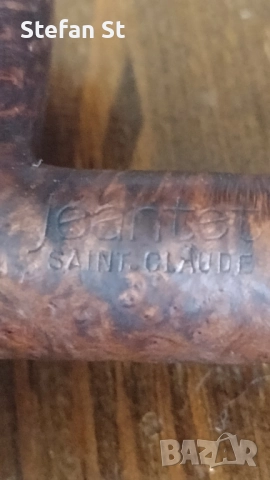 Stefan St
jeantet
SAINT. CLAUDE
BAZAR